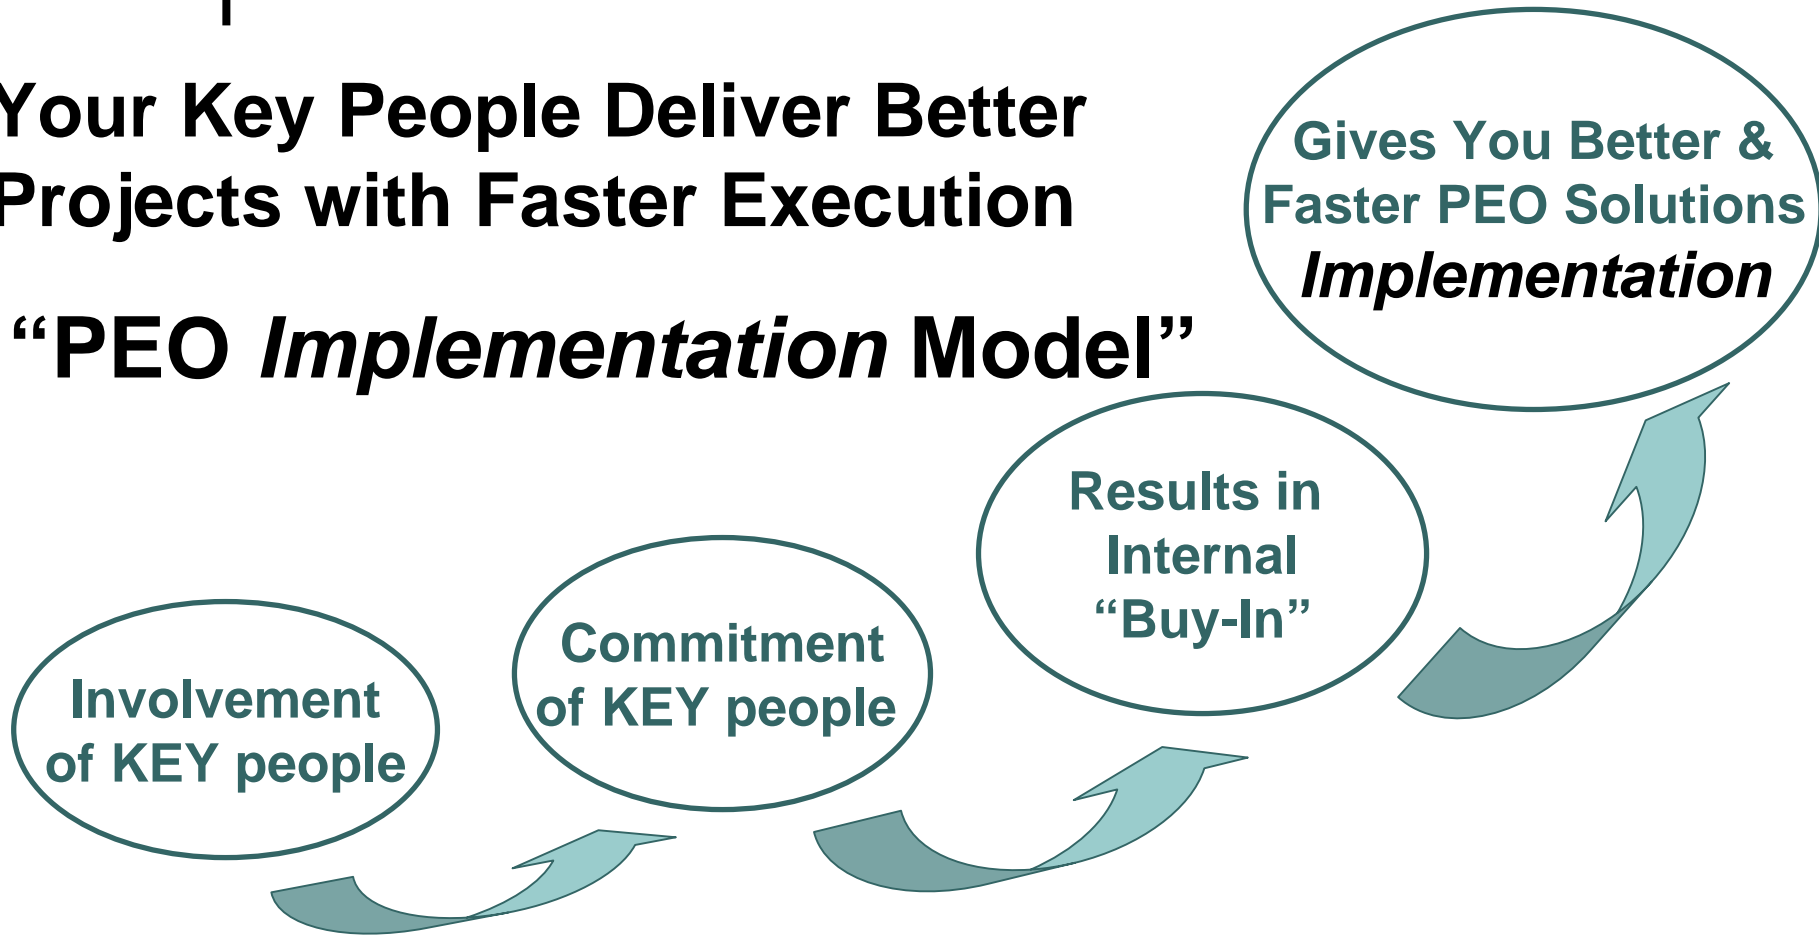 Your Key People Deliver Better
Projects with Faster Execution
“PEO Implementation Model”
Gives You Better &
Faster PEO Solutions
Implementation
Results in
Internal
“Buy-In”
Commitment
of KEY people
Involvement
of KEY people